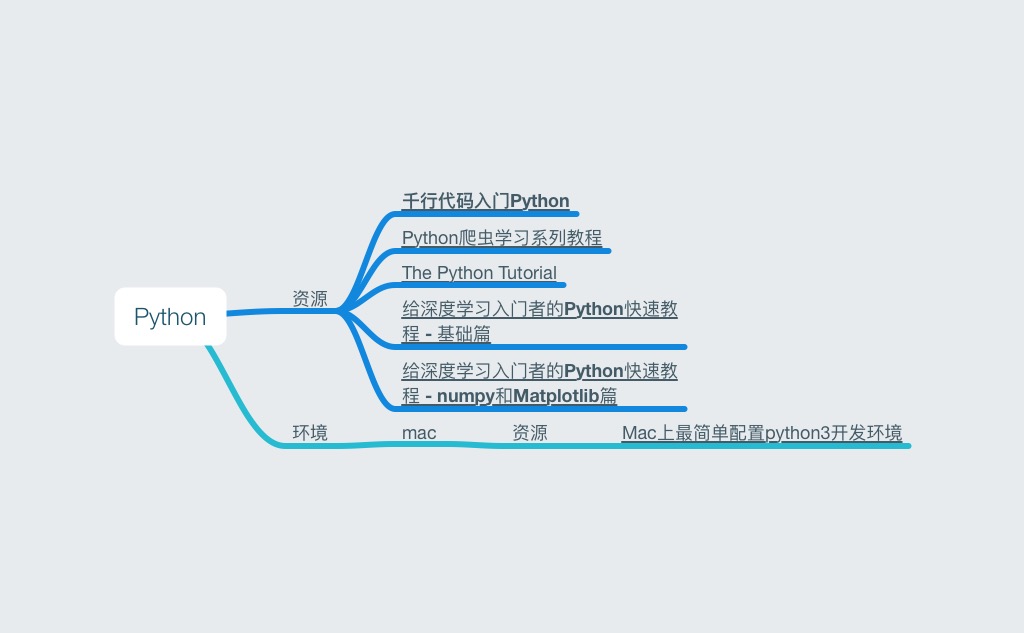 千行代码入门Python
Python爬虫学习系列教程
The Python Tutorial
资源
给深度学习入门者的Python快速教
程 - 基础篇
Python
给深度学习入门者的Python快速教
程 - numpy和Matplotlib篇
环境 mac 资源 Mac上最简单配置python3开发环境